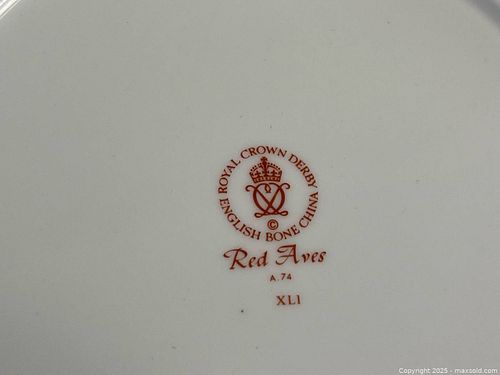 ROYAL CROWN DERBY
ENGLISH BONE CHINA
©
Red Aves
A.74
XLI
Copyright 2025 - maxsold.com